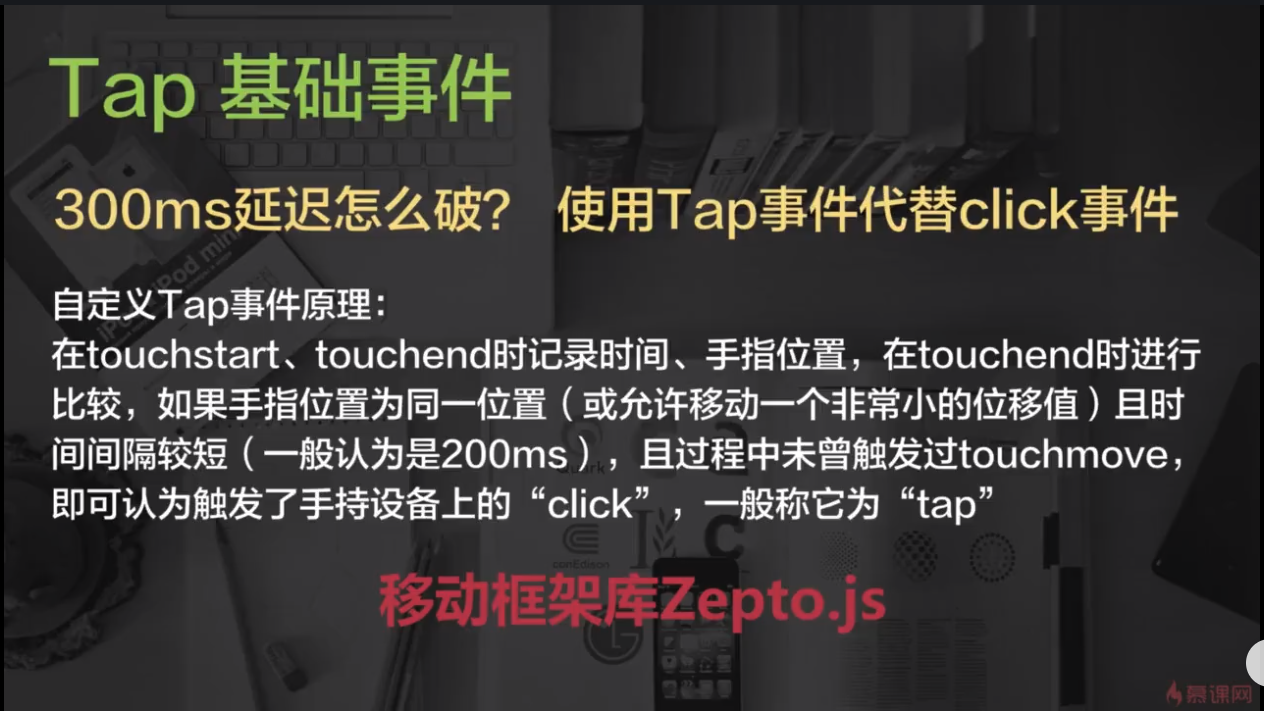 Tap 基础事件
300ms延迟怎么破? 使用Tap事件代替click事件
自定义Tap事件原理：
在touchstart、touchend时记录时间、手指位置，在touchend时进行
比较，如果手指位置为同一位置（或允许移动一个非常小的位移值）且时
间间隔较短（一般认为是200ms），且过程中未曾触发过touchmove，
即可认为触发了手持设备上的“click”，一般称它为“tap”
conEdison
移动框架库Zepto.js
慕课网